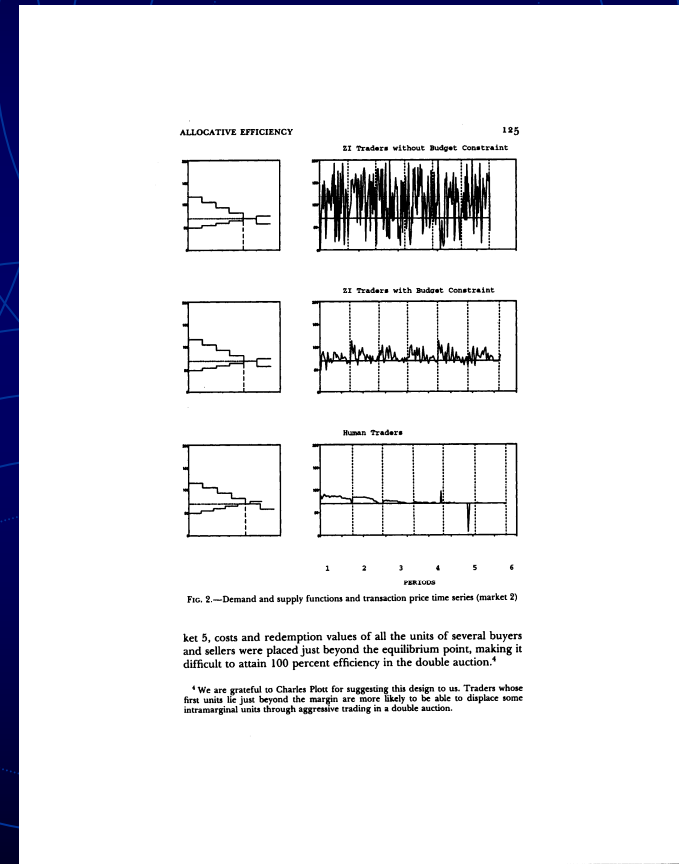 ALLOCATIVE EFFICIENCY 125
ZI Traders without Budget Constraint
ZI Traders with Budget Constraint
Human Traders
1 2 3 4 5 6
PERIODS
FIG. 2.—Demand and supply functions and transaction price time series (market 2)
ket 5, costs and redemption values of all the units of several buyers
and sellers were placed just beyond the equilibrium point, making it
difficult to attain 100 percent efficiency in the double auction.⁴
⁴ We are grateful to Charles Plott for suggesting this design to us. Traders whose
first units lie just beyond the margin are more likely to be able to displace some
intramarginal units through aggressive trading in a double auction.